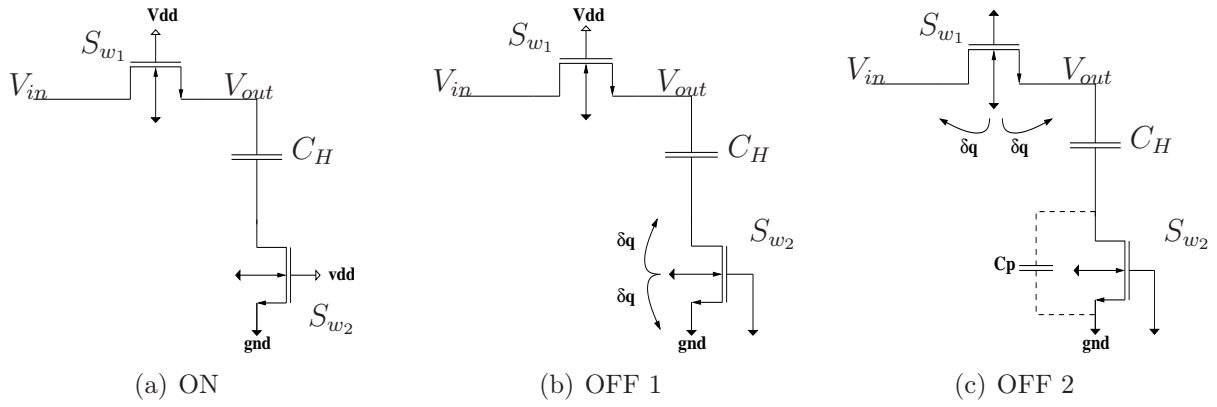 Vdd
S_{w_1}
V_{in}
V_{out}
C_H
vdd
S_{w_2}
gnd
(a) ON
Vdd
S_{w_1}
V_{in}
V_{out}
C_H
δq
S_{w_2}
δq
gnd
(b) OFF 1
S_{w_1}
V_{in}
V_{out}
δq δq
C_H
S_{w_2}
Cp
gnd
(c) OFF 2